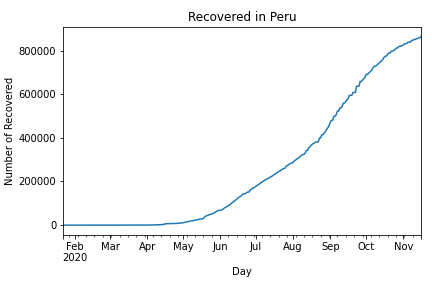 Recovered in Peru
Number of Recovered
800000
600000
400000
200000
0
Feb Mar Apr May Jun Jul Aug Sep Oct Nov
2020
Day